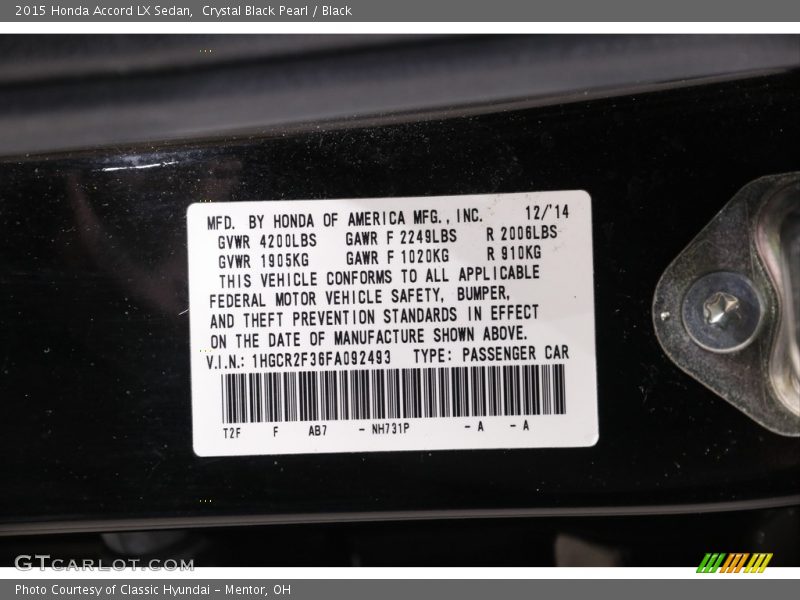 2015 Honda Accord LX Sedan, Crystal Black Pearl / Black
MFD. BY HONDA OF AMERICA MFG., INC. 12/'14
GVWR 4200LBS GAWR F 2249LBS R 2006LBS
GVWR 1905KG GAWR F 1020KG R 910KG
THIS VEHICLE CONFORMS TO ALL APPLICABLE
FEDERAL MOTOR VEHICLE SAFETY, BUMPER,
AND THEFT PREVENTION STANDARDS IN EFFECT
ON THE DATE OF MANUFACTURE SHOWN ABOVE.
V.I.N.: 1HGCR2F36FA092493 TYPE: PASSENGER CAR
T2F F AB7 - NH731P - A - A
GTCARLOT.COM
Photo Courtesy of Classic Hyundai - Mentor, OH